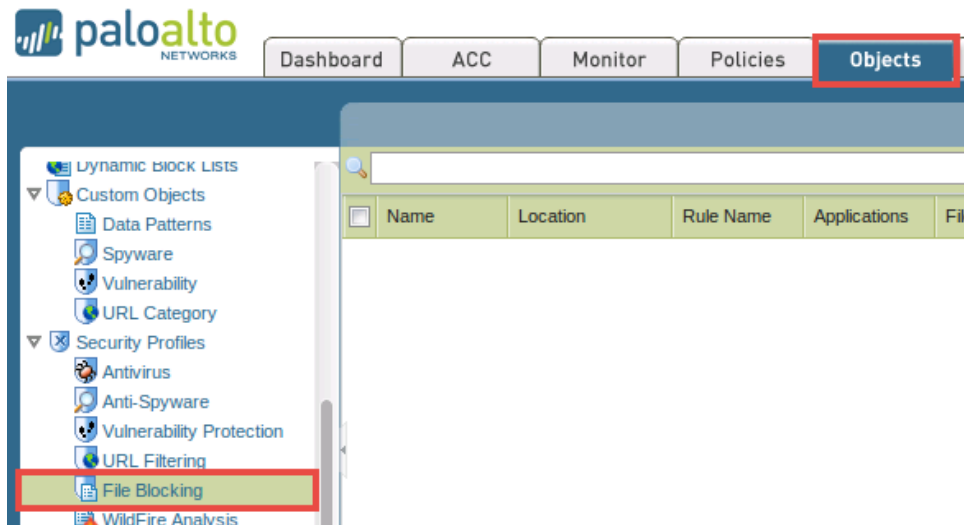 paloalto
NETWORKS
Dashboard ACC Monitor Policies Objects
Dynamic Block Lists
Custom Objects
Data Patterns
Spyware
Vulnerability
URL Category
Security Profiles
Antivirus
Anti-Spyware
Vulnerability Protection
URL Filtering
File Blocking
WildFire Analysis
Name Location Rule Name Applications